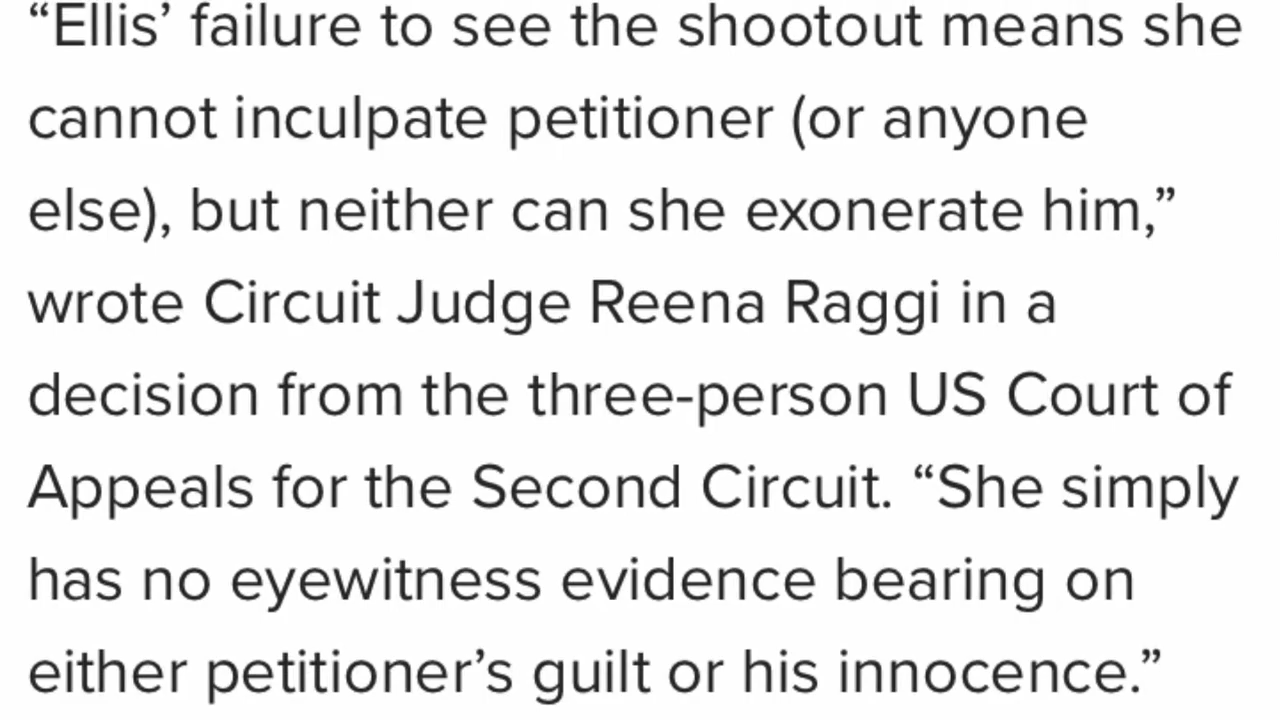 “Ellis’ failure to see the shootout means she
cannot inculpate petitioner (or anyone
else), but neither can she exonerate him,”
wrote Circuit Judge Reena Raggi in a
decision from the three-person US Court of
Appeals for the Second Circuit. “She simply
has no eyewitness evidence bearing on
either petitioner’s guilt or his innocence.”